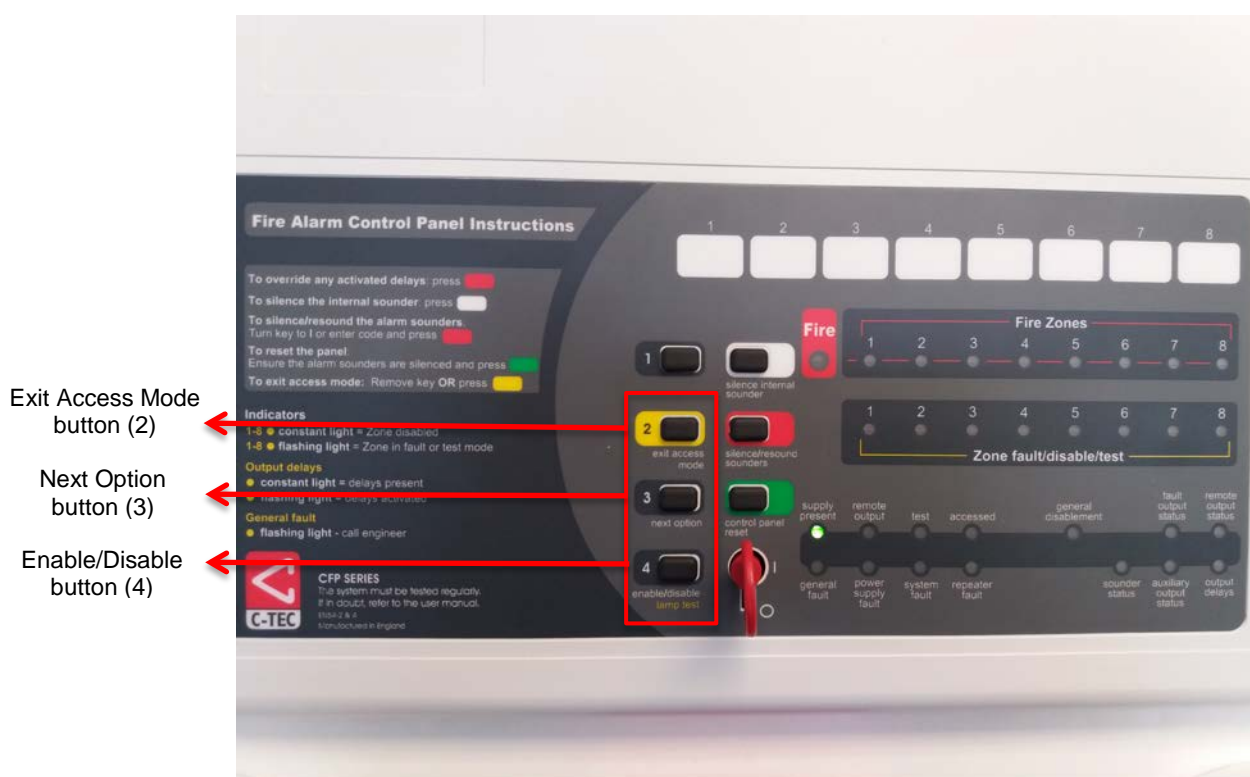 Exit Access Mode
button (2)
Next Option
button (3)
Enable/Disable
button (4)
Fire Alarm Control Panel Instructions
To override any activated delays: press
To silence the internal sounder: press
To silence/resound the alarm sounders.
Turn key to I or enter code and press
To reset the panel:
Ensure the alarm sounders are silenced and press
To exit access mode: Remove key OR press
Indicators
1-8 constant light = Zone disabled
1-8 flashing light = Zone in fault or test mode
Output delays
constant light = delays present
flashing light = delays activated
General fault
flashing light - call engineer
C-TEC
CFP SERIES
The system must be tested regularly.
If in doubt, refer to the user manual.
EN54-2 & 4
Manufactured in England
1 2 3 4 5 6 7 8
1
silence internal
sounder
2
exit access
mode
silence/resound
sounders
3
next option
control panel
reset
4
enable/disable
lamp test
I
O
Fire
Fire Zones
1 2 3 4 5 6 7 8
1 2 3 4 5 6 7 8
Zone fault/disable/test
supply
present
remote
output
test
accessed
general
disablement
fault
output
status
remote
output
status
general
fault
power
supply
fault
system
fault
repeater
fault
sounder
status
auxiliary
output
status
output
delays